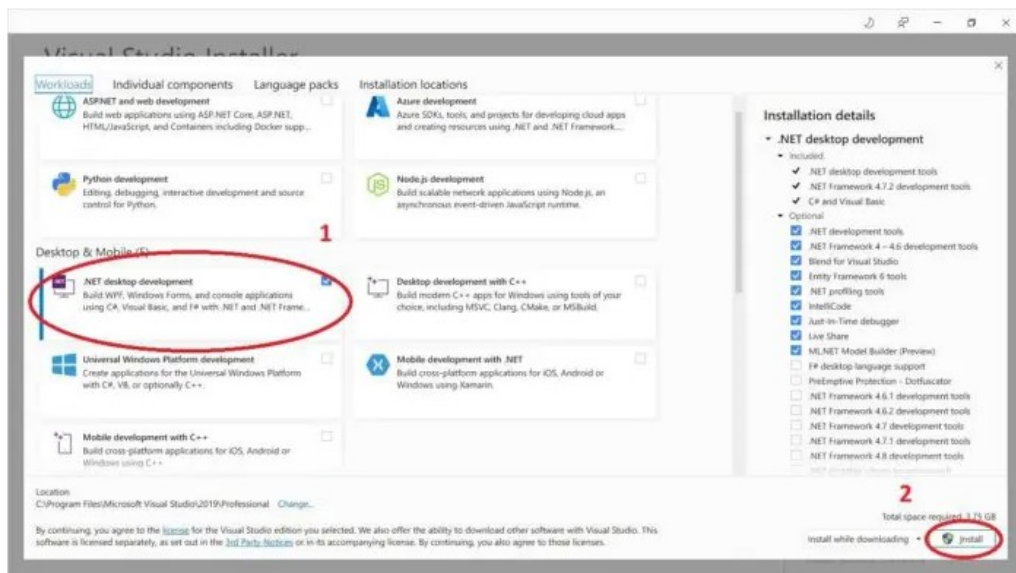 Visual Studio Installer
Workloads
Individual components
Language packs
Installation locations
ASP.NET and web development
Build web applications using ASP.NET Core, ASP.NET,
HTML/JavaScript, and Containers including Docker supp...
Azure development
Azure SDKs, tools, and projects for developing cloud apps
and creating resources using .NET and .NET Framework...
Python development
Editing, debugging, interactive development and source
control for Python.
Node.js development
Build scalable network applications using Node.js, an
asynchronous event-driven JavaScript runtime.
1
Desktop & Mobile (5)
.NET desktop development
Build WPF, Windows Forms, and console applications
using C#, Visual Basic, and F# with .NET and .NET Frame...
Desktop development with C++
Build modern C++ apps for Windows using tools of your
choice, including MSVC, Clang, CMake, or MSBuild.
Universal Windows Platform development
Create applications for the Universal Windows Platform
with C#, VB, or optionally C++.
Mobile development with .NET
Build cross-platform applications for iOS, Android or
Windows using Xamarin.
Mobile development with C++
Build cross-platform applications for iOS, Android or
Windows using C++
Installation details
.NET desktop development
Included
.NET desktop development tools
.NET Framework 4.7.2 development tools
C# and Visual Basic
Optional
.NET development tools
.NET Framework 4 – 4.6 development tools
Blend for Visual Studio
Entity Framework 6 tools
.NET profiling tools
IntelliCode
Just-In-Time debugger
Live Share
ML.NET Model Builder (Preview)
F# desktop language support
PreEmptive Protection - Dotfuscator
.NET Framework 4.6.1 development tools
.NET Framework 4.6.2 development tools
.NET Framework 4.7 development tools
.NET Framework 4.7.1 development tools
.NET Framework 4.8 development tools
Location
C:\Program Files\Microsoft Visual Studio\2019\Professional Change...
By continuing, you agree to the license for the Visual Studio edition you selected. We also offer the ability to download other software with Visual Studio. This
software is licensed separately, as set out in the 3rd Party Notices or in its accompanying license. By continuing, you also agree to those licenses.
2
Total space required 3.75 GB
Install while downloading
Install